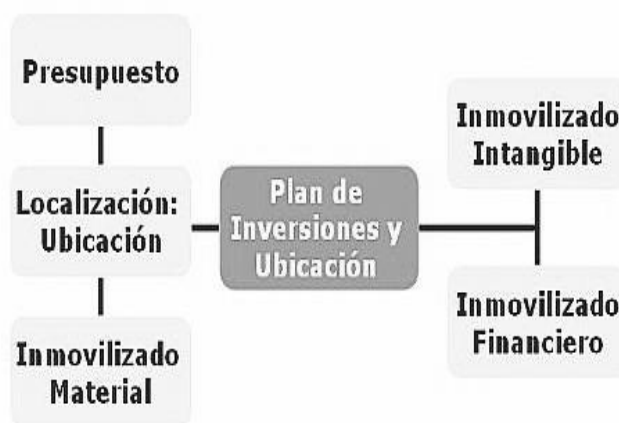 Presupuesto
Localización:
Ubicación
Inmovilizado
Material
Plan de
Inversiones y
Ubicación
Inmovilizado
Intangible
Inmovilizado
Financiero